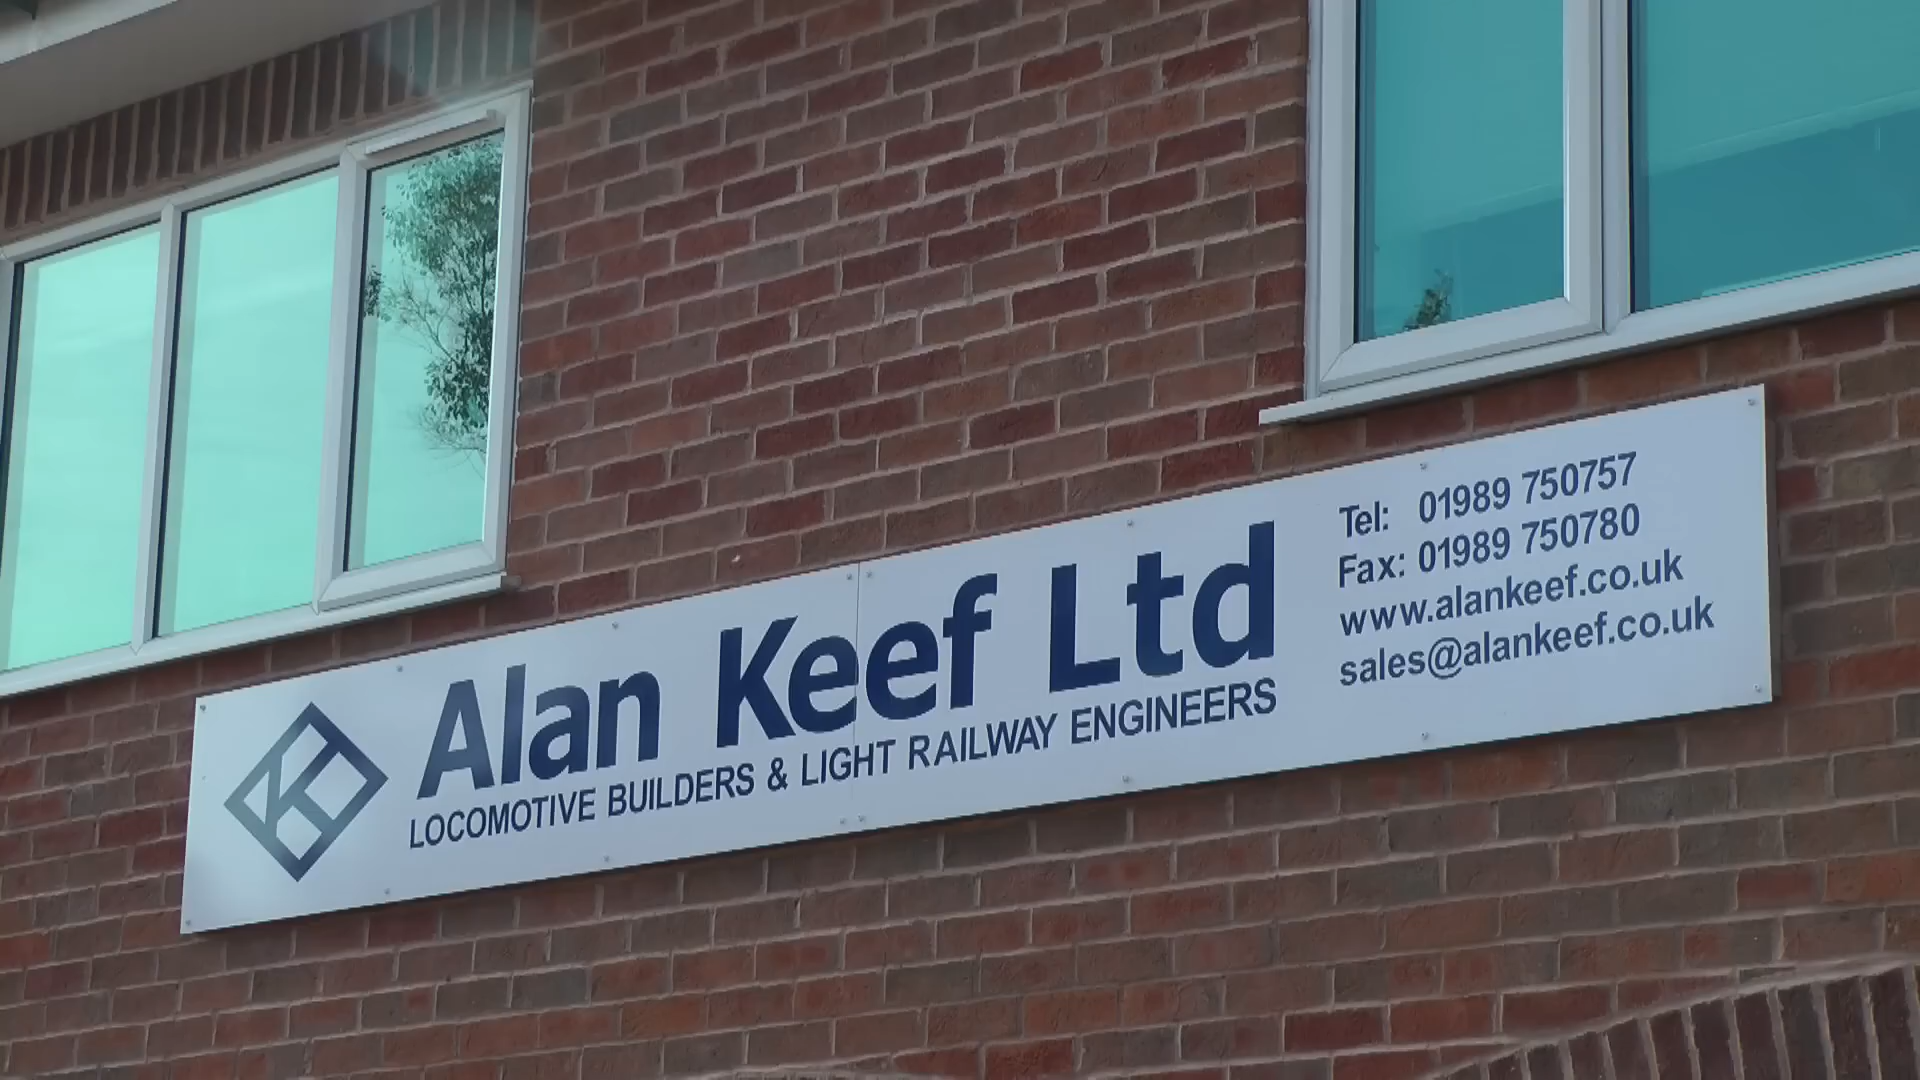 Alan Keef Ltd
LOCOMOTIVE BUILDERS & LIGHT RAILWAY ENGINEERS
Tel: 01989 750757
Fax: 01989 750780
www.alankeef.co.uk
sales@alankeef.co.uk